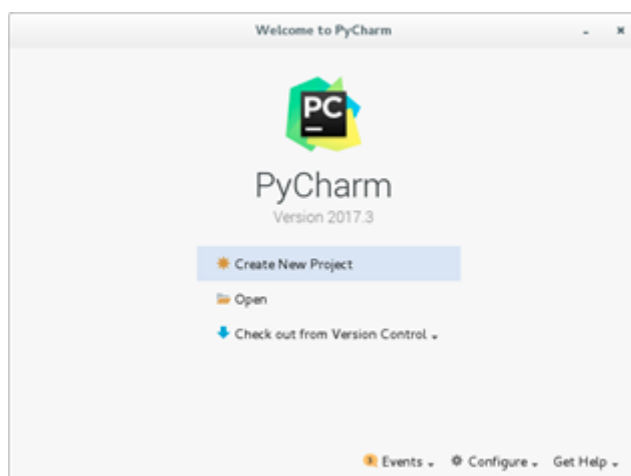 Welcome to PyCharm
PC
PyCharm
Version 2017.3
Create New Project
Open
Check out from Version Control
Events Configure Get Help